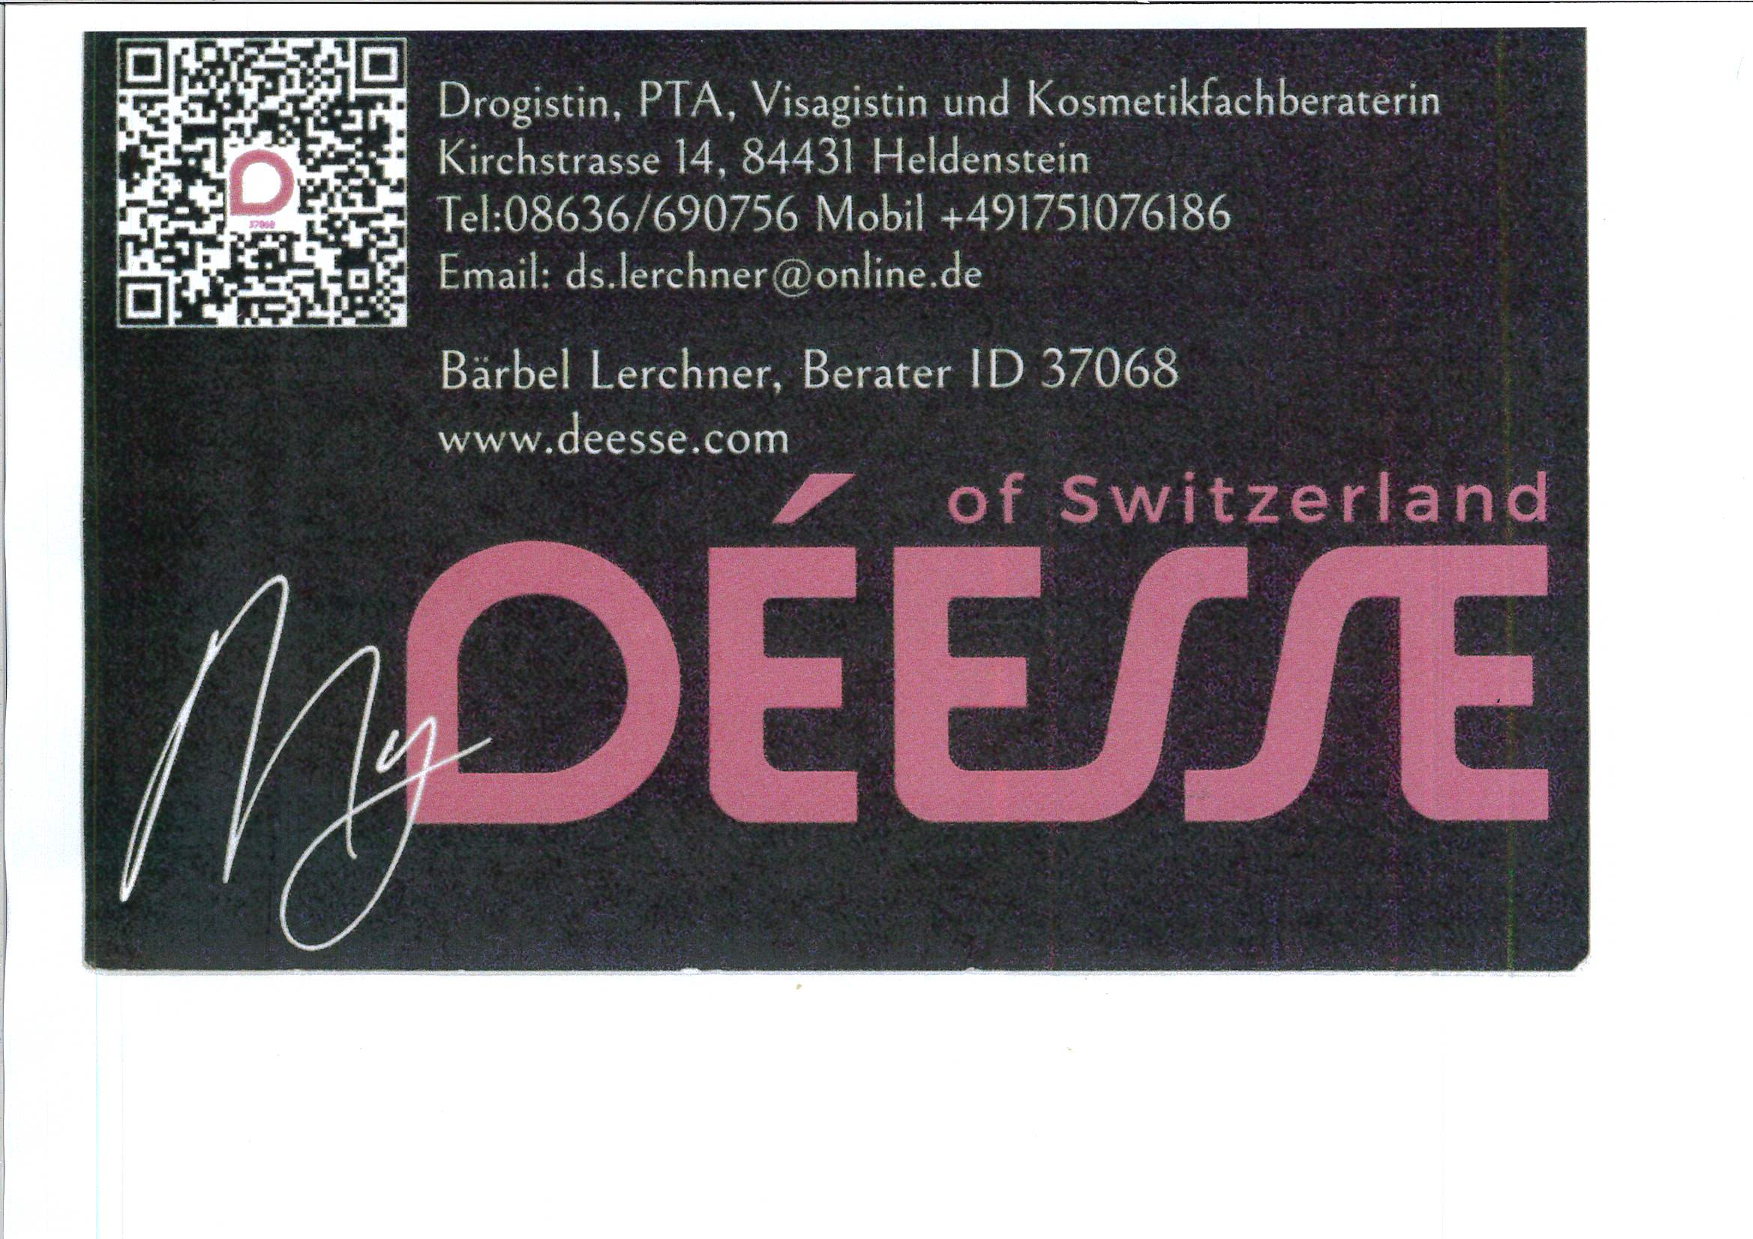 Drogistin, PTA, Visagistin und Kosmetikfachberaterin
Kirchstrasse 14, 84431 Heldenstein
Tel:08636/690756 Mobil +491751076186
Email: ds.lerchner@online.de
37068
Bärbel Lerchner, Berater ID 37068
www.deesse.com
of Switzerland
My DÉESSE